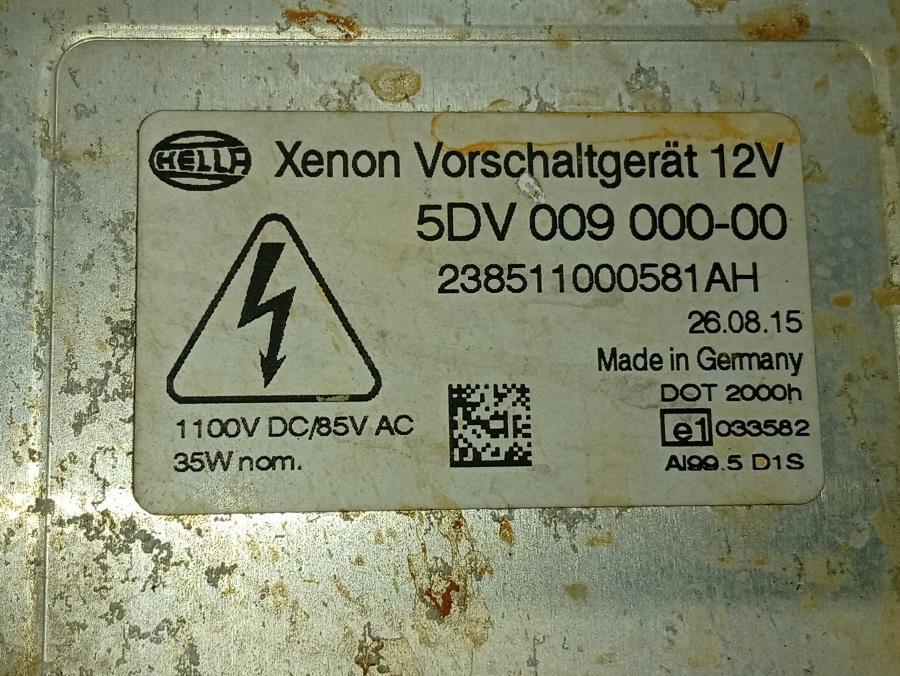 HELLA Xenon Vorschaltgerät 12V
5DV 009 000-00
238511000581AH
26.08.15
Made in Germany
DOT 2000h
1100V DC/85V AC
e1 033582
35W nom.
Al99.5 D1S